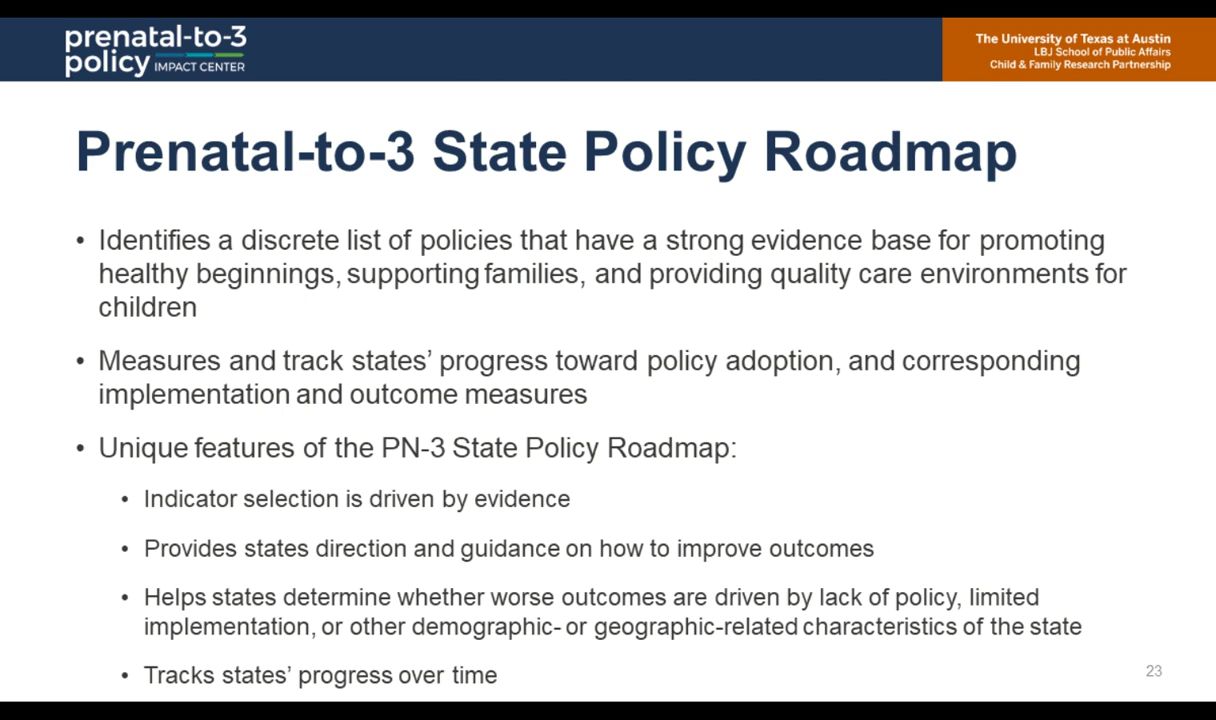 prenatal-to-3
policy IMPACT CENTER
The University of Texas at Austin
LBJ School of Public Affairs
Child & Family Research Partnership
Prenatal-to-3 State Policy Roadmap
• Identifies a discrete list of policies that have a strong evidence base for promoting
healthy beginnings, supporting families, and providing quality care environments for
children
• Measures and track states’ progress toward policy adoption, and corresponding
implementation and outcome measures
• Unique features of the PN-3 State Policy Roadmap:
• Indicator selection is driven by evidence
• Provides states direction and guidance on how to improve outcomes
• Helps states determine whether worse outcomes are driven by lack of policy, limited
implementation, or other demographic- or geographic-related characteristics of the state
• Tracks states’ progress over time
23